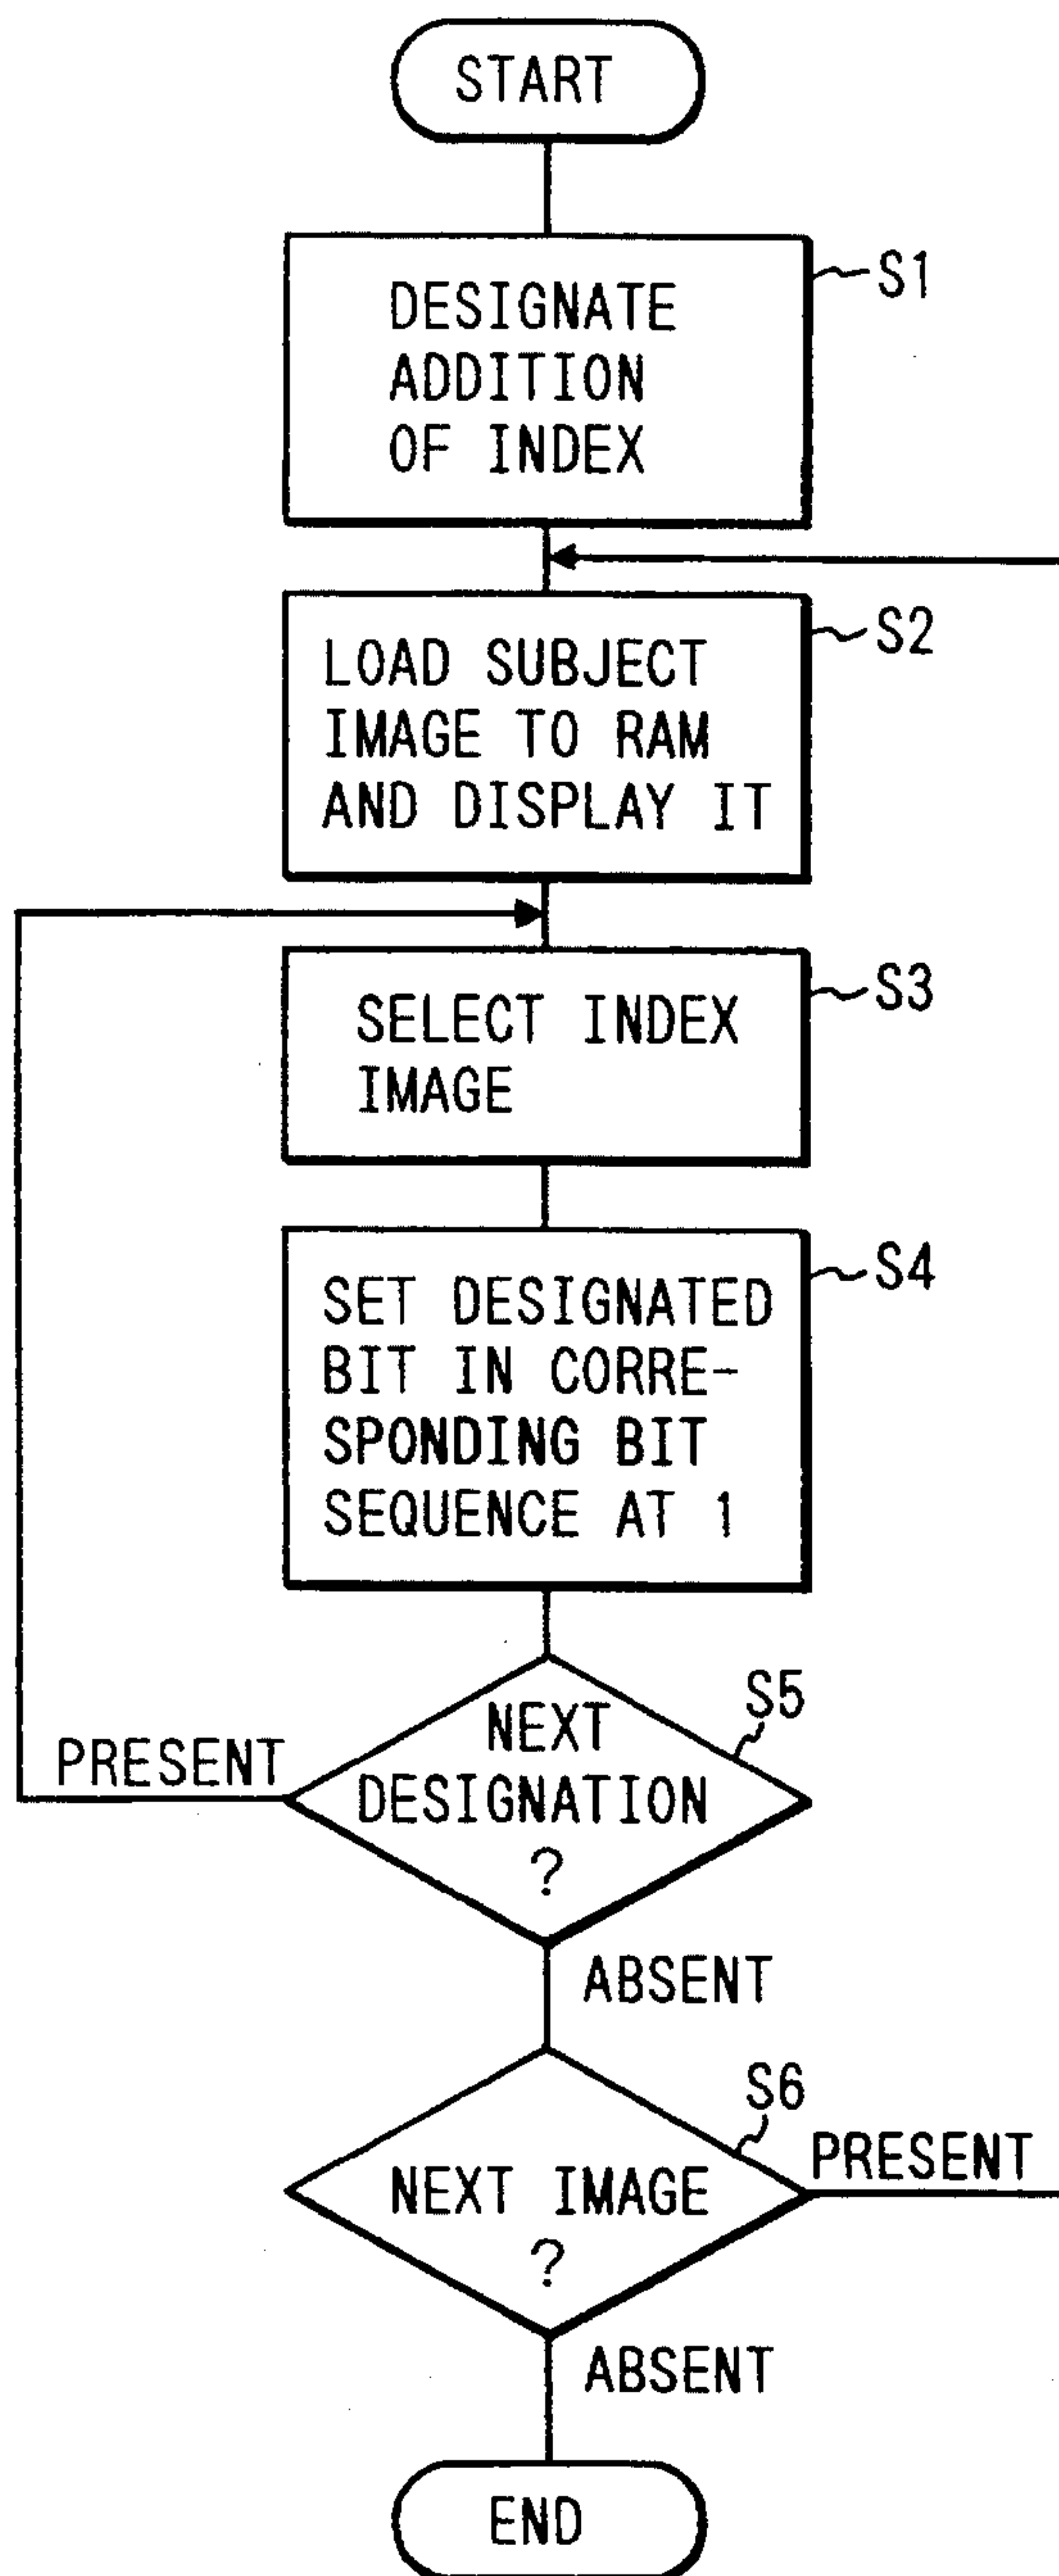 START
DESIGNATE
ADDITION
OF INDEX
S1
LOAD SUBJECT
IMAGE TO RAM
AND DISPLAY IT
S2
SELECT INDEX
IMAGE
S3
SET DESIGNATED
BIT IN CORRE-
SPONDING BIT
SEQUENCE AT 1
S4
NEXT
DESIGNATION
?
S5
PRESENT
ABSENT
NEXT IMAGE
?
S6
PRESENT
ABSENT
END